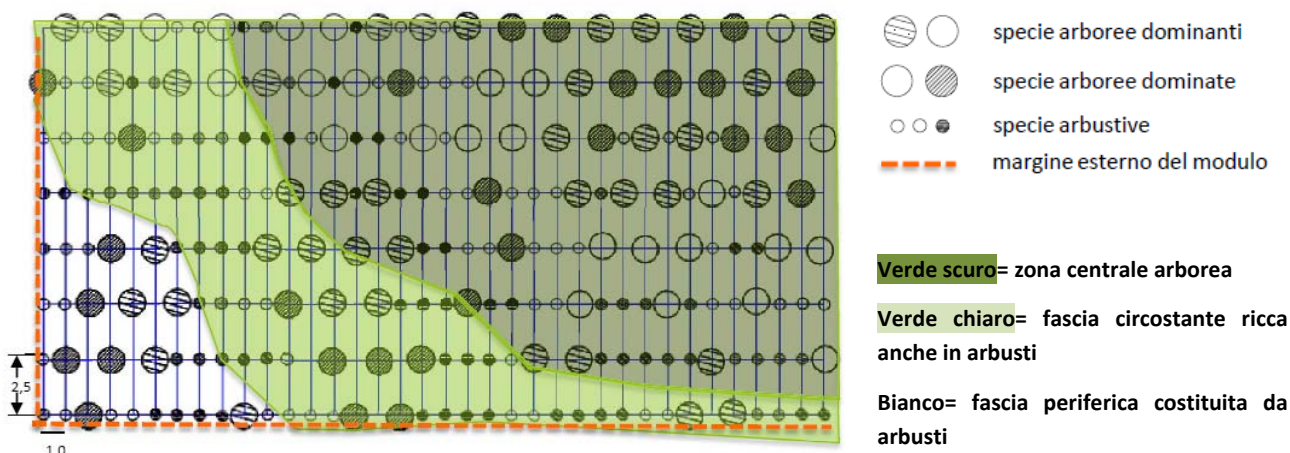 specie arboree dominanti
specie arboree dominate
specie arbustive
margine esterno del modulo
Verde scuro= zona centrale arborea
Verde chiaro= fascia circostante ricca
anche in arbusti
Bianco= fascia periferica costituita da
arbusti
2,5
1,0